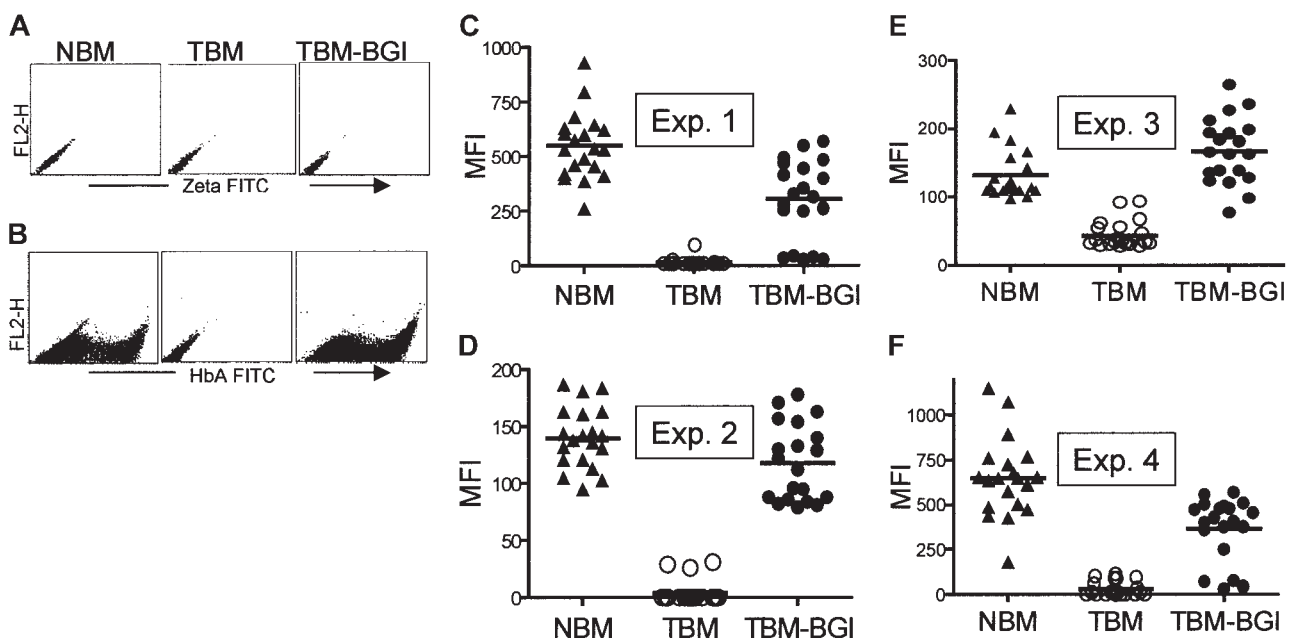 A
NBM TBM TBM-BGI
FL2-H
Zeta FITC
B
FL2-H
HbA FITC
C
1000
750
500
250
0
MFI
Exp. 1
NBM TBM TBM-BGI
D
200
150
100
50
0
MFI
Exp. 2
NBM TBM TBM-BGI
E
300
200
100
0
MFI
Exp. 3
NBM TBM TBM-BGI
F
1000
750
500
250
0
MFI
Exp. 4
NBM TBM TBM-BGI